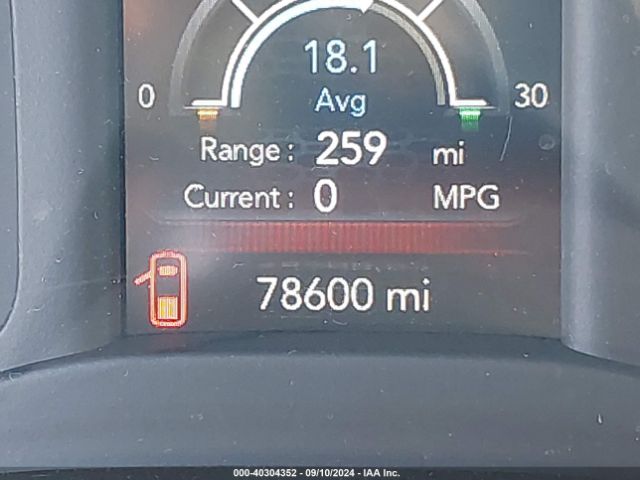 18.1
0 Avg 30
Range : 259 mi
Current : 0 MPG
78600 mi
000-40304352 - 09/10/2024 - IAA Inc.